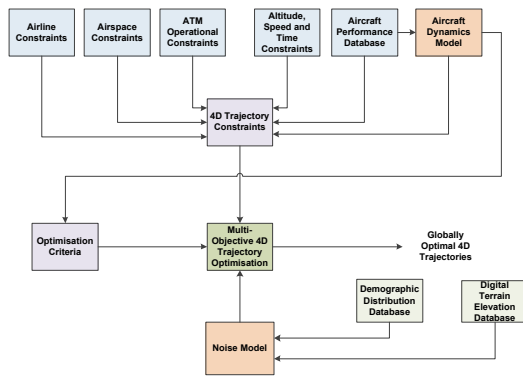 Airline
Constraints
Airspace
Constraints
ATM
Operational
Constraints
Altitude,
Speed and
Time
Constraints
Aircraft
Performance
Database
Aircraft
Dynamics
Model
4D Trajectory
Constraints
Optimisation
Criteria
Multi-
Objective 4D
Trajectory
Optimisation
Globally
Optimal 4D
Trajectories
Demographic
Distribution
Database
Digital
Terrain
Elevation
Database
Noise Model